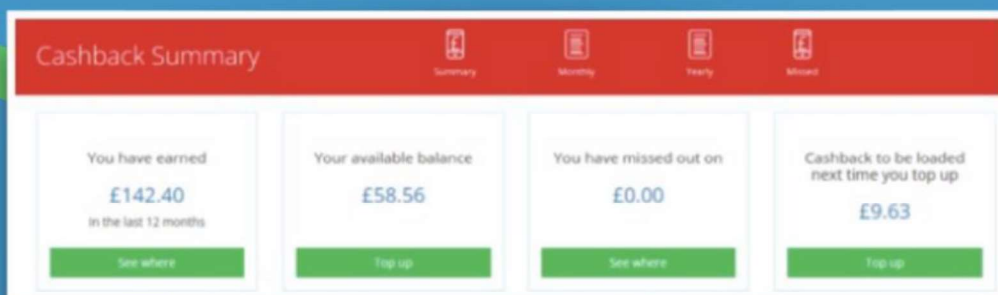 Cashback Summary
Summary
Monthly
Yearly
Missed
You have earned
£142.40
in the last 12 months
See where
Your available balance
£58.56
Top up
You have missed out on
£0.00
See where
Cashback to be loaded
next time you top up
£9.63
Top up